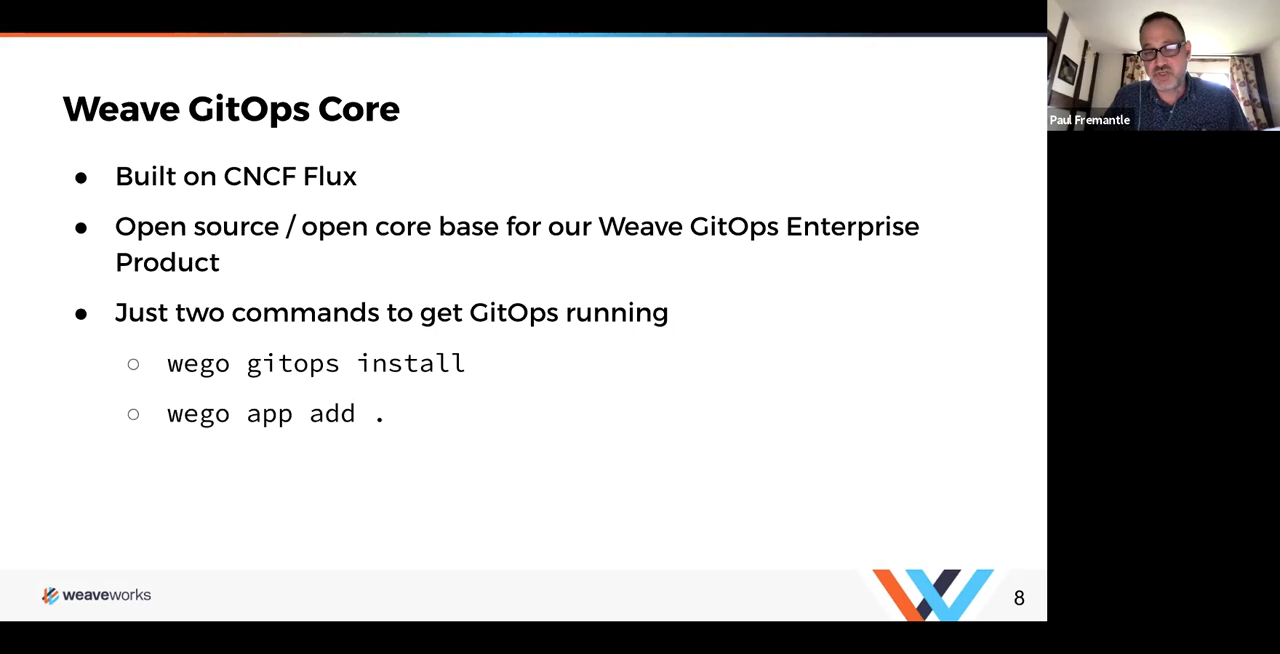 Weave GitOps Core
● Built on CNCF Flux
● Open source / open core base for our Weave GitOps Enterprise
Product
● Just two commands to get GitOps running
○ wego gitops install
○ wego app add .
weaveworks
8
Paul Fremantle